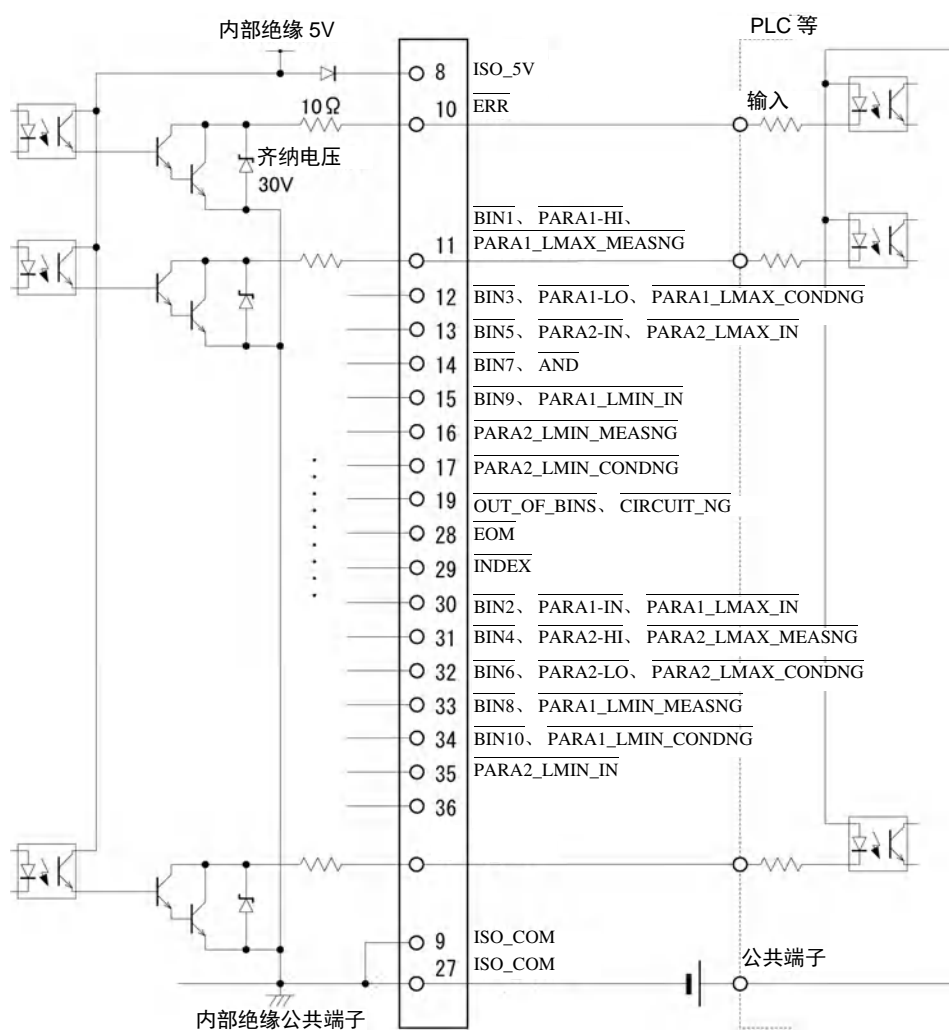 内部绝缘 5V
PLC 等
8 ISO_5V
10 ERR
10Ω
输入
齐纳电压
30V
BIN1、PARA1-HI、
11 PARA1_LMAX_MEASNG
12 BIN3、PARA1-LO、PARA1_LMAX_CONDNG
13 BIN5、PARA2-IN、PARA2_LMAX_IN
14 BIN7、AND
15 BIN9、PARA1_LMIN_IN
16 PARA2_LMIN_MEASNG
17 PARA2_LMIN_CONDNG
19 OUT_OF_BINS、CIRCUIT_NG
28 EOM
29 INDEX
30 BIN2、PARA1-IN、PARA1_LMAX_IN
31 BIN4、PARA2-HI、PARA2_LMAX_MEASNG
32 BIN6、PARA2-LO、PARA2_LMAX_CONDNG
33 BIN8、PARA1_LMIN_MEASNG
34 BIN10、PARA1_LMIN_CONDNG
35 PARA2_LMIN_IN
36
9 ISO_COM
27 ISO_COM
公共端子
内部绝缘公共端子